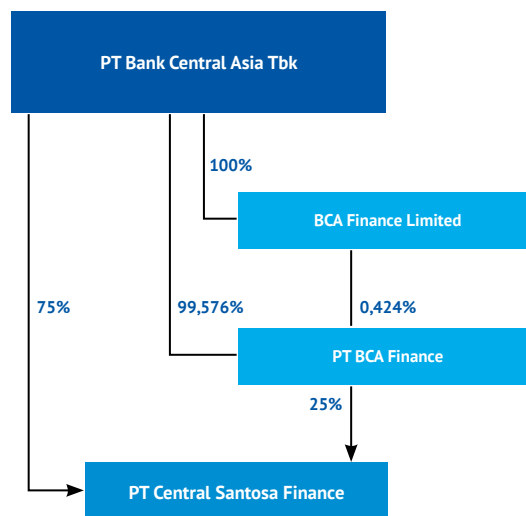 PT Bank Central Asia Tbk
100%
BCA Finance Limited
75%
99,576%
0,424%
PT BCA Finance
25%
PT Central Santosa Finance